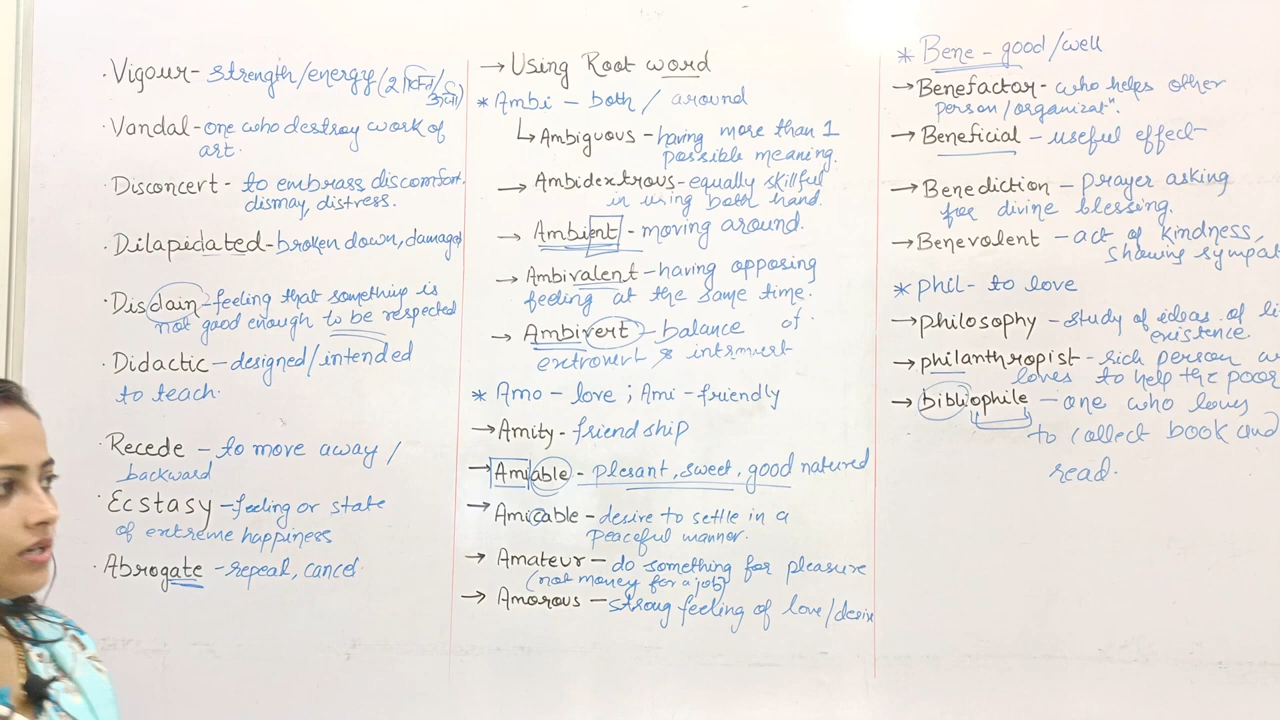 · Vigour - strength/energy (शक्ति/
ऊर्जा)
· Vandal - one who destroy work of
art.
· Disconcert - to embrass discomfort.
dismay, distress.
· Dilapidated - broken down, damaged
· Disdain - feeling that something is
not good enough to be respected
· Didactic - designed/intended
to teach.
· Recede - to move away /
backward
· Ecstasy - feeling or state
of extreme happiness
· Abrogate - repeal, cancel
→ Using Root word
* Ambi - both / around
↳ Ambiguous - having more than 1
possible meaning.
→ Ambidextrous - equally skillful
in using both hand.
→ Ambient - moving around.
→ Ambivalent - having opposing
feeling at the same time.
→ Ambivert - balance of
extrovert & introvert
* Amo - love ; Ami - friendly
→ Amity - friendship
→ Amiable - plesant, sweet, good natured
→ Amicable - desire to settle in a
peaceful manner.
→ Amateur - do something for pleasure
(not money for a job)
→ Amorous - strong feeling of love/desire
* Bene - good/well
→ Benefactor - who helps other
person/organizatⁿ.
→ Beneficial - useful effect
→ Benediction - prayer asking
for divine blessing.
→ Benevolent - act of kindness,
showing sympat
* phil - to love
→ philosophy - study of ideas of li
existence.
→ philanthropist - rich person w
loves to help the poor
→ bibliophile - one who loves
to collect book and
read.